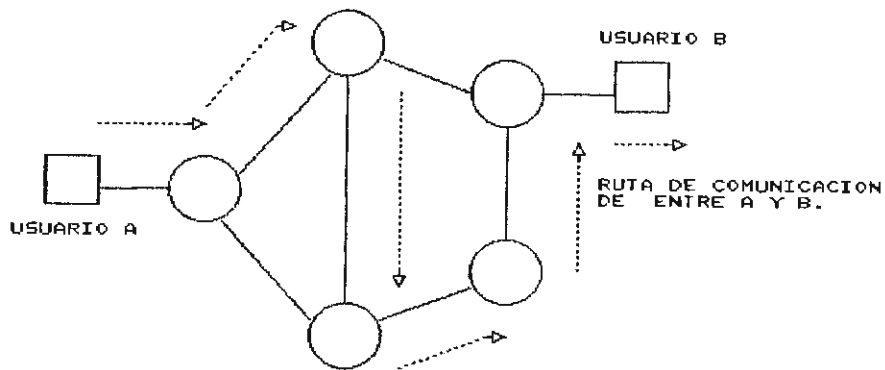 USUARIO B
RUTA DE COMUNICACION
DE ENTRE A Y B.
USUARIO A